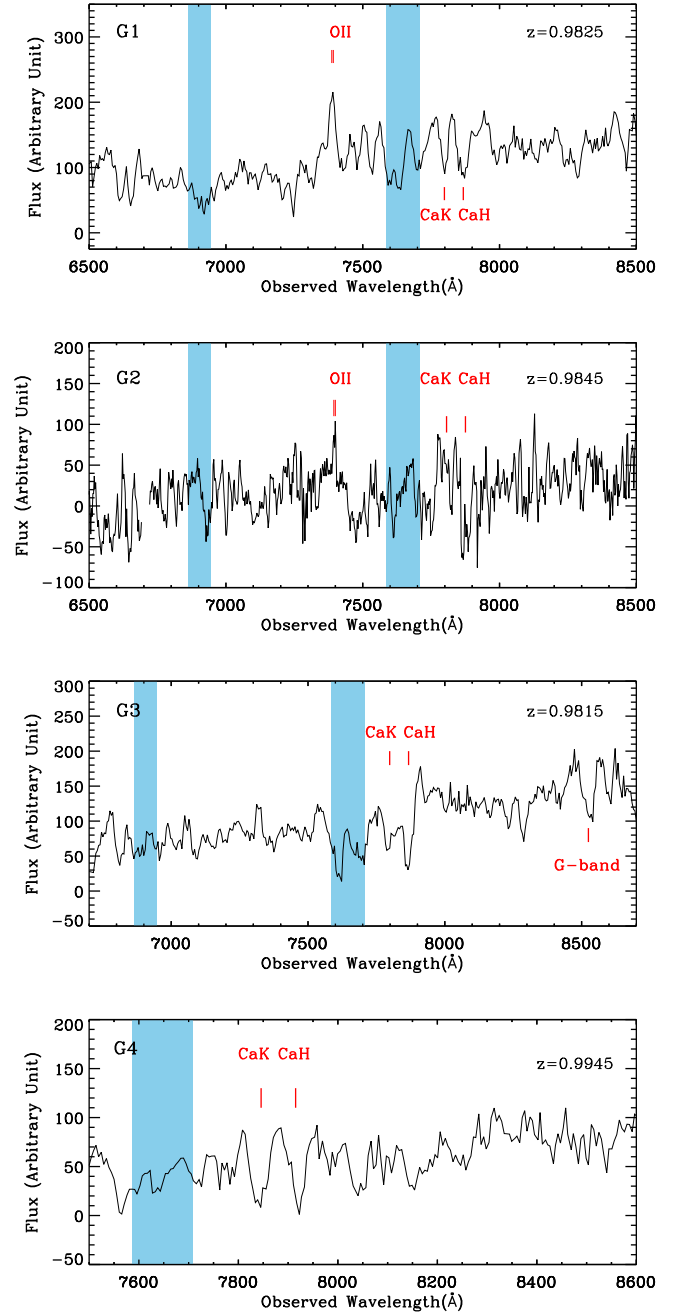 G1 OII z=0.9825
CaK CaH
Flux (Arbitrary Unit)
300
200
100
0
6500 7000 7500 8000 8500
Observed Wavelength(Å)
G2 OII CaK CaH z=0.9845
Flux (Arbitrary Unit)
200
150
100
50
0
−50
−100
6500 7000 7500 8000 8500
Observed Wavelength(Å)
G3 z=0.9815
CaK CaH
G−band
Flux (Arbitrary Unit)
300
250
200
150
100
50
0
−50
7000 7500 8000 8500
Observed Wavelength(Å)
G4 CaK CaH z=0.9945
Flux (Arbitrary Unit)
200
150
100
50
0
−50
7600 7800 8000 8200 8400 8600
Observed Wavelength(Å)